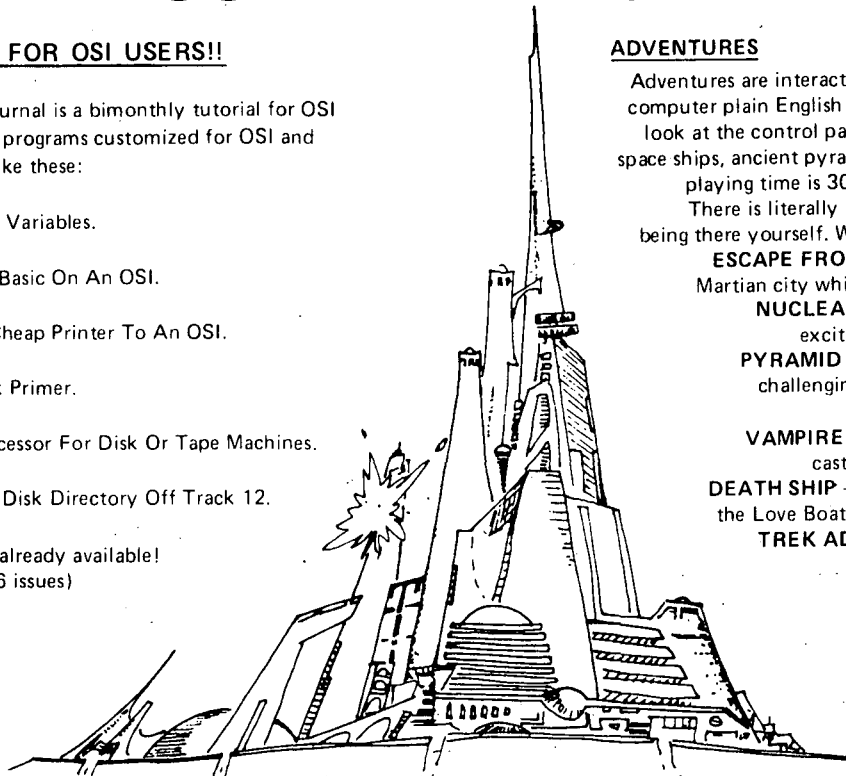 FOR OSI USERS!!
urnal is a bimonthly tutorial for OSI
programs customized for OSI and
ke these:
Variables.
Basic On An OSI.
Cheap Printer To An OSI.
Primer.
cessor For Disk Or Tape Machines.
Disk Directory Off Track 12.
already available!
6 issues)
ADVENTURES
Adventures are interact
computer plain English
look at the control pa
space ships, ancient pyra
playing time is 30
There is literally
being there yourself. W
ESCAPE FRO
Martian city whi
NUCLEA
excit
PYRAMID
challengin
VAMPIRE
cast
DEATH SHIP -
the Love Boat
TREK AD